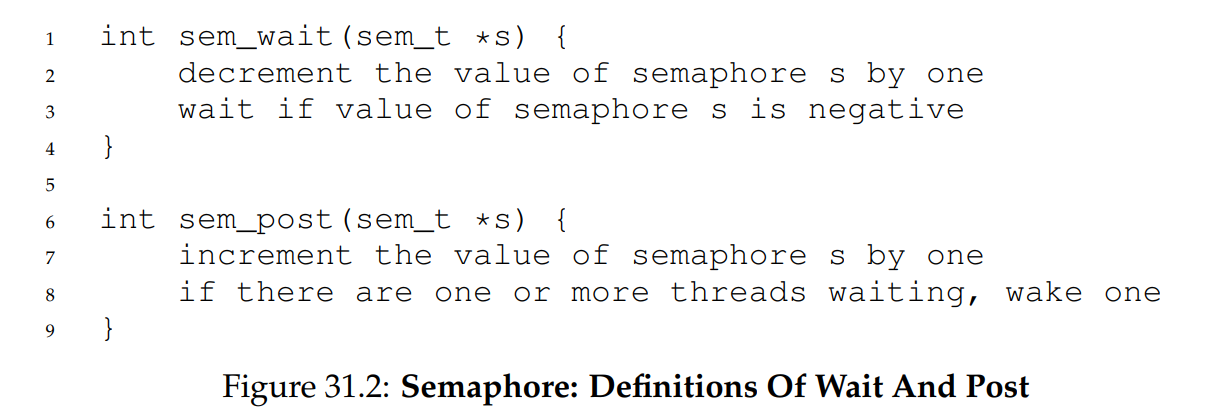 1 int sem_wait(sem_t *s) {
2 decrement the value of semaphore s by one
3 wait if value of semaphore s is negative
4 }
5
6 int sem_post(sem_t *s) {
7 increment the value of semaphore s by one
8 if there are one or more threads waiting, wake one
9 }
Figure 31.2: Semaphore: Definitions Of Wait And Post